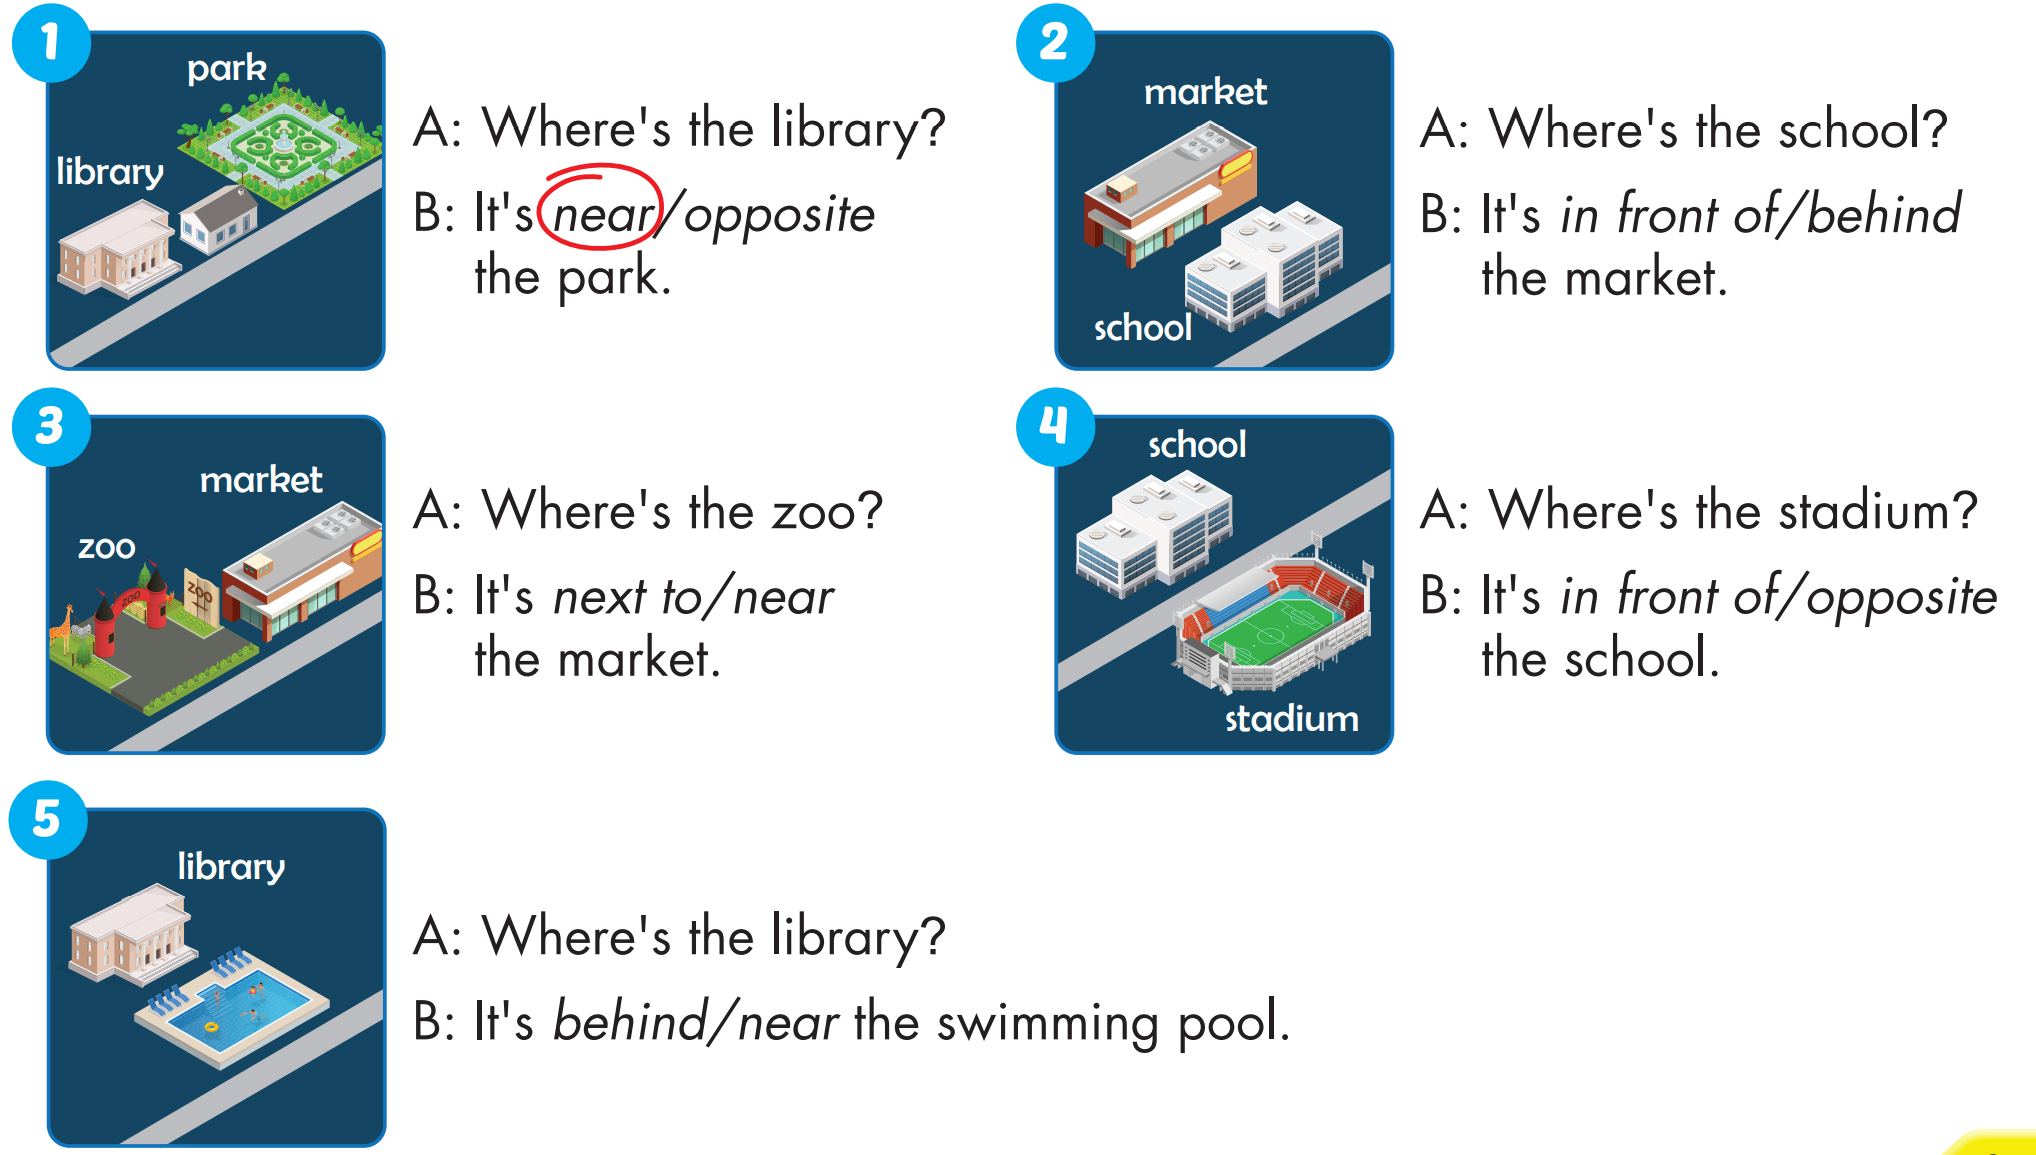 1
park
library
A: Where's the library?
B: It's near/opposite
the park.
2
market
school
A: Where's the school?
B: It's in front of/behind
the market.
3
market
zoo
ZOO
ZOO
A: Where's the zoo?
B: It's next to/near
the market.
4
school
stadium
A: Where's the stadium?
B: It's in front of/opposite
the school.
5
library
A: Where's the library?
B: It's behind/near the swimming pool.